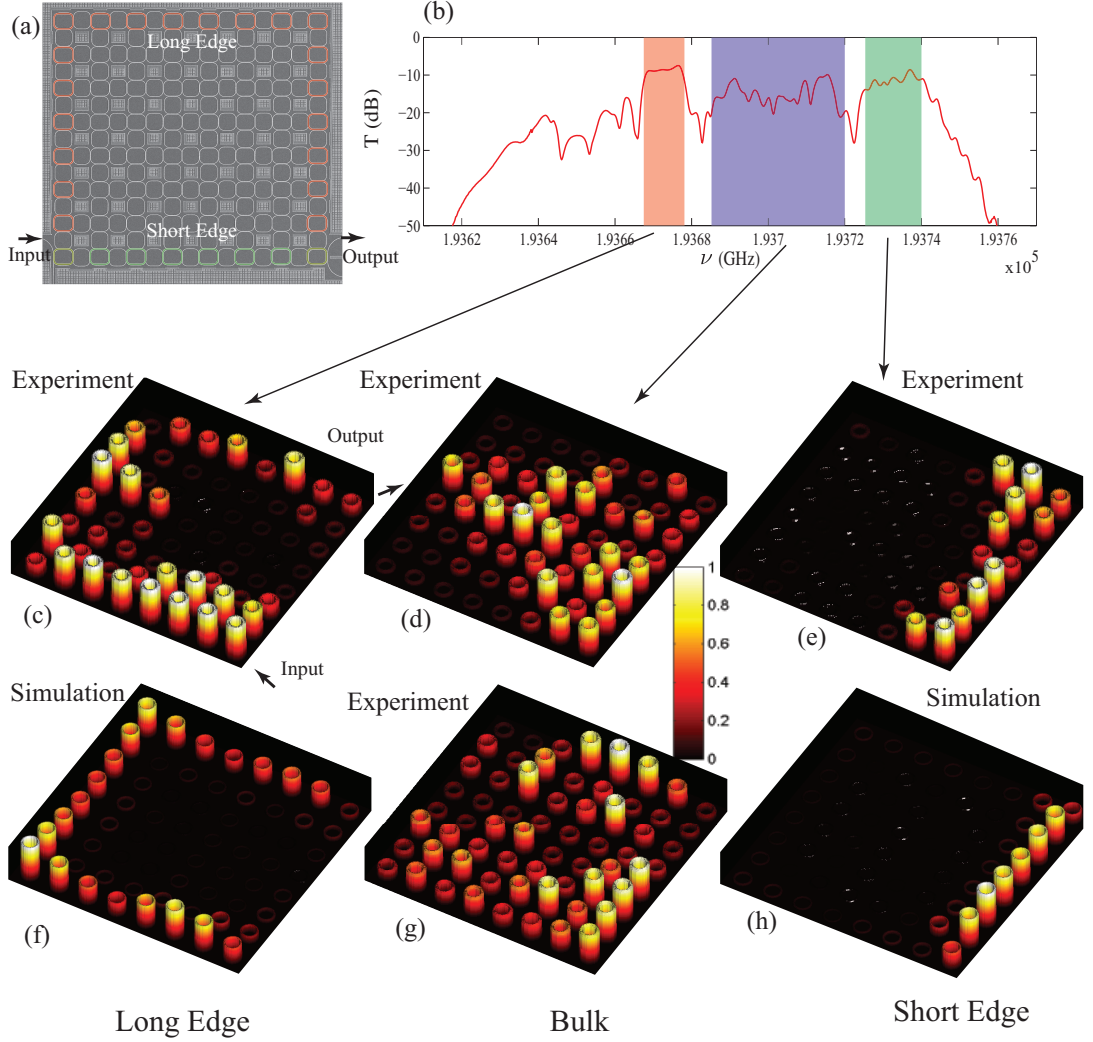 (a)
Long Edge
Short Edge
Input
Output
(b)
T (dB)
0
−10
−20
−30
−40
−50
1.9362
1.9364
1.9366
1.9368
1.937
1.9372
1.9374
1.9376
ν (GHz)
x10⁵
Experiment
Experiment
Experiment
Output
(c)
(d)
(e)
Input
1
0.8
0.6
0.4
0.2
0
Simulation
Experiment
Simulation
(f)
(g)
(h)
Long Edge
Bulk
Short Edge